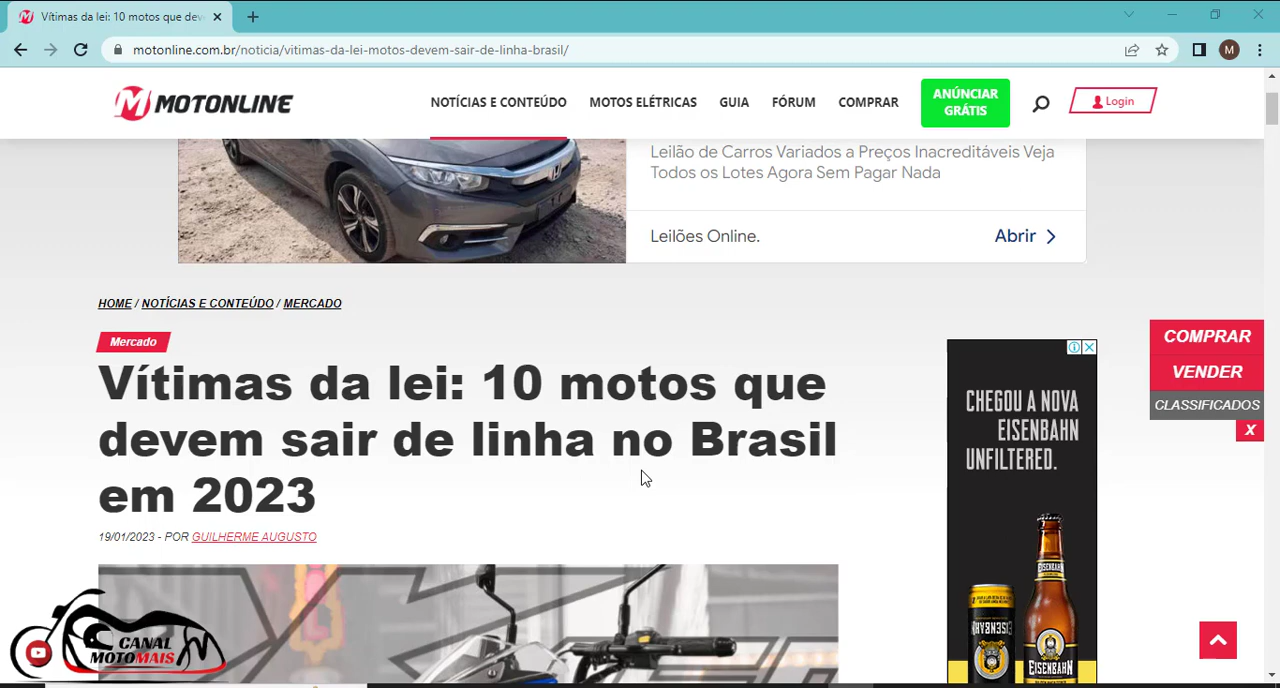 Vítimas da lei: 10 motos que dev
motonline.com.br/noticia/vitimas-da-lei-motos-devem-sair-de-linha-brasil/
M
MOTONLINE
NOTÍCIAS E CONTEÚDO
MOTOS ELÉTRICAS
GUIA
FÓRUM
COMPRAR
ANÚNCIAR
GRÁTIS
Login
Leilão de Carros Variados a Preços Inacreditáveis Veja
Todos os Lotes Agora Sem Pagar Nada
Leilões Online.
Abrir
HOME / NOTÍCIAS E CONTEÚDO / MERCADO
Mercado
Vítimas da lei: 10 motos que
devem sair de linha no Brasil
em 2023
19/01/2023 - POR GUILHERME AUGUSTO
COMPRAR
VENDER
CLASSIFICADOS
X
CHEGOU A NOVA
EISENBAHN
UNFILTERED.
EISENBAHN
EISENBAHN
EISENBAHN
CANAL
MOTOMAIS